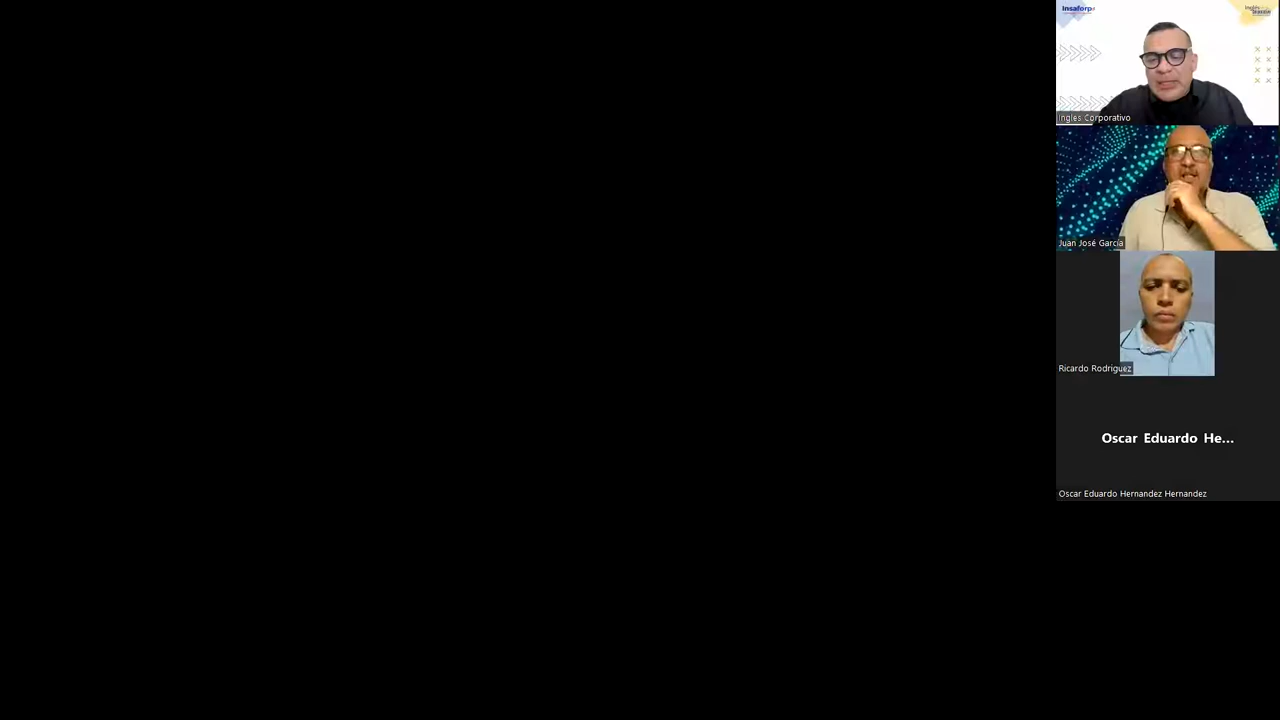 Insaforp
Ingles Corporativo
Juan José García
Ricardo Rodriguez
Oscar Eduardo He...
Oscar Eduardo Hernandez Hernandez